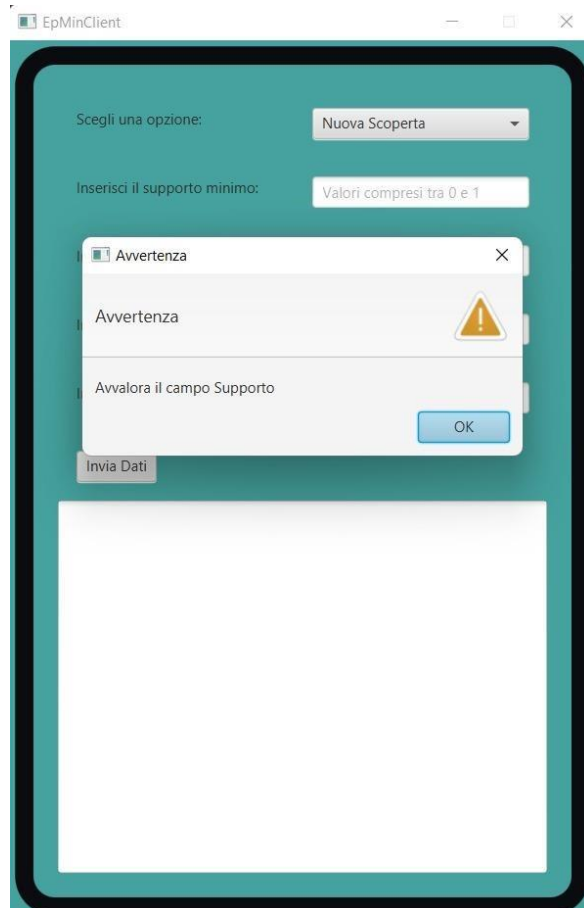 EpMinClient
Scegli una opzione:
Nuova Scoperta
Inserisci il supporto minimo:
Valori compresi tra 0 e 1
Avvertenza
Avvertenza
Avvalora il campo Supporto
OK
Invia Dati